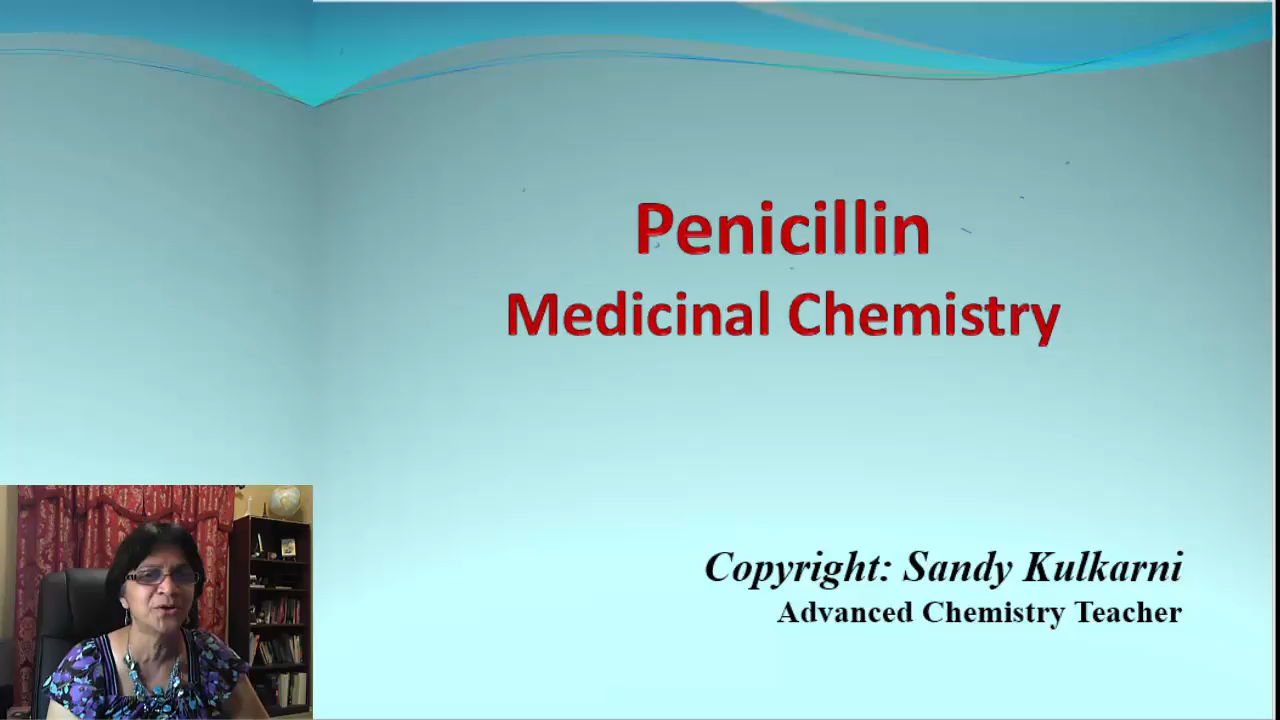 Penicillin
Medicinal Chemistry
Copyright: Sandy Kulkarni
Advanced Chemistry Teacher